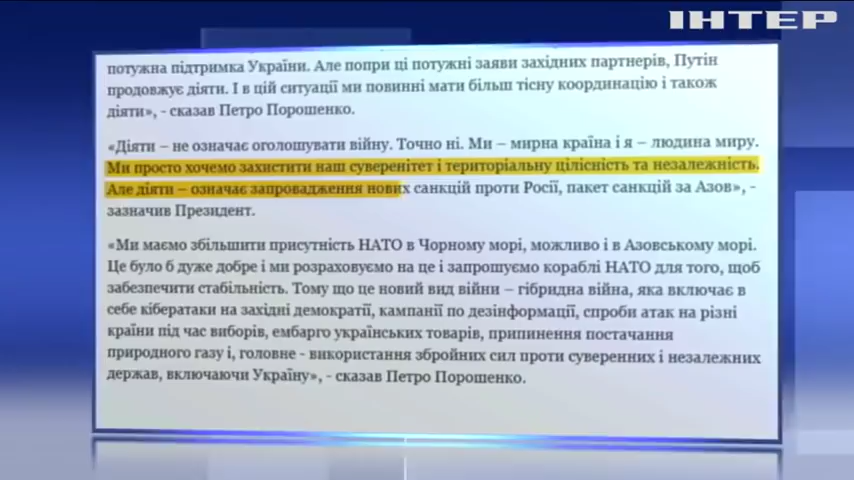 ІНТЕР
потужна підтримка України. Але попри ці потужні заяви західних партнерів, Путін
продовжує діяти. І в цій ситуації ми повинні мати більш тісну координацію і також
діяти», - сказав Петро Порошенко.
«Діяти – не означає оголошувати війну. Точно ні. Ми – мирна країна і я – людина миру.
Ми просто хочемо захистити наш суверенітет і територіальну цілісність та незалежність.
Але діяти – означає запровадження нових санкцій проти Росії, пакет санкцій за Азов», -
зазначив Президент.
«Ми маємо збільшити присутність НАТО в Чорному морі, можливо і в Азовському морі.
Це було б дуже добре і ми розраховуємо на це і запрошуємо кораблі НАТО для того, щоб
забезпечити стабільність. Тому що це новий вид війни – гібридна війна, яка включає в
себе кібератаки на західні демократії, кампанії по дезінформації, спроби атак на різні
країни під час виборів, ембарго українських товарів, припинення постачання
природного газу і, головне - використання збройних сил проти суверенних і незалежних
держав, включаючи Україну», - сказав Петро Порошенко.